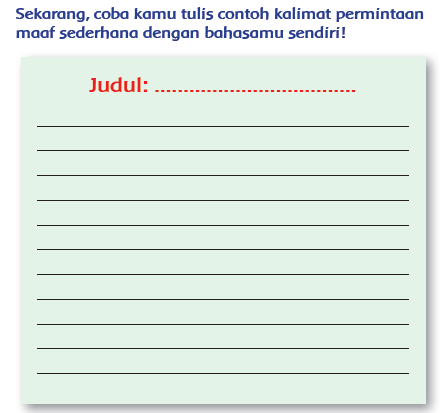 Sekarang, coba kamu tulis contoh kalimat permintaan
maaf sederhana dengan bahasamu sendiri!
Judul: ...................................